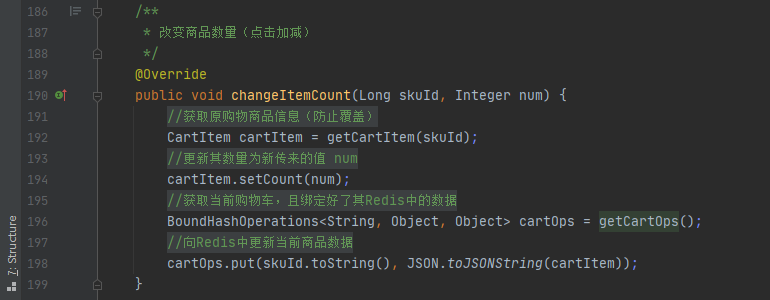 186 /**
187 * 改变商品数量（点击加减）
188 */
189 @Override
190 public void changeItemCount(Long skuId, Integer num) {
191 //获取原购物商品信息（防止覆盖）
192 CartItem cartItem = getCartItem(skuId);
193 //更新其数量为新传来的值 num
194 cartItem.setCount(num);
195 //获取当前购物车，且绑定好了其Redis中的数据
196 BoundHashOperations<String, Object, Object> cartOps = getCartOps();
197 //向Redis中更新当前商品数据
198 cartOps.put(skuId.toString(), JSON.toJSONString(cartItem));
199 }
7: Structure